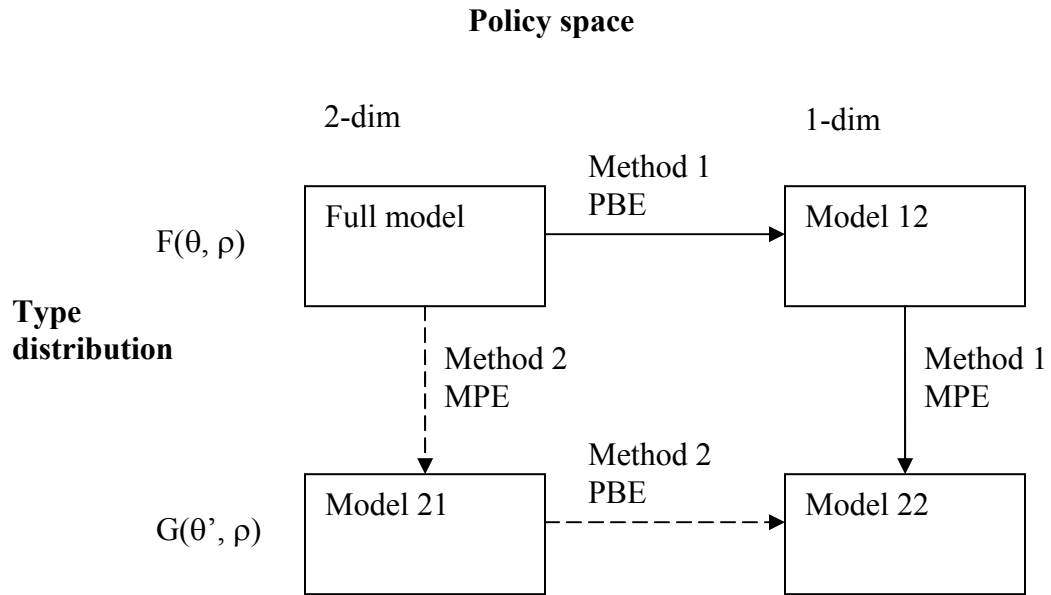 Policy space
2-dim
1-dim
Method 1
PBE
Full model
Model 12
F(θ, ρ)
Type
distribution
Method 2
MPE
Method 1
MPE
Method 2
PBE
Model 21
Model 22
G(θ’, ρ)